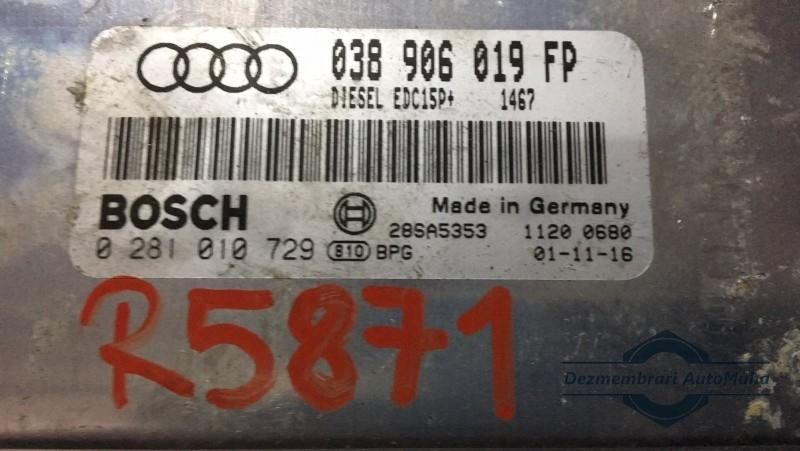 038 906 019 FP
DIESEL EDC15P+ 1467
BOSCH
Made in Germany
28SA5353 1120 0680
0 281 010 729 810 BPG 01-11-16
R5871
Dezmembrari AutoMulia